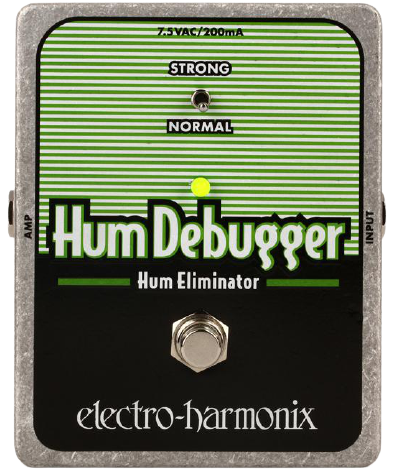 7.5VAC/200mA
STRONG
NORMAL
AMP
INPUT
Hum Debugger
Hum Eliminator
electro-harmonix